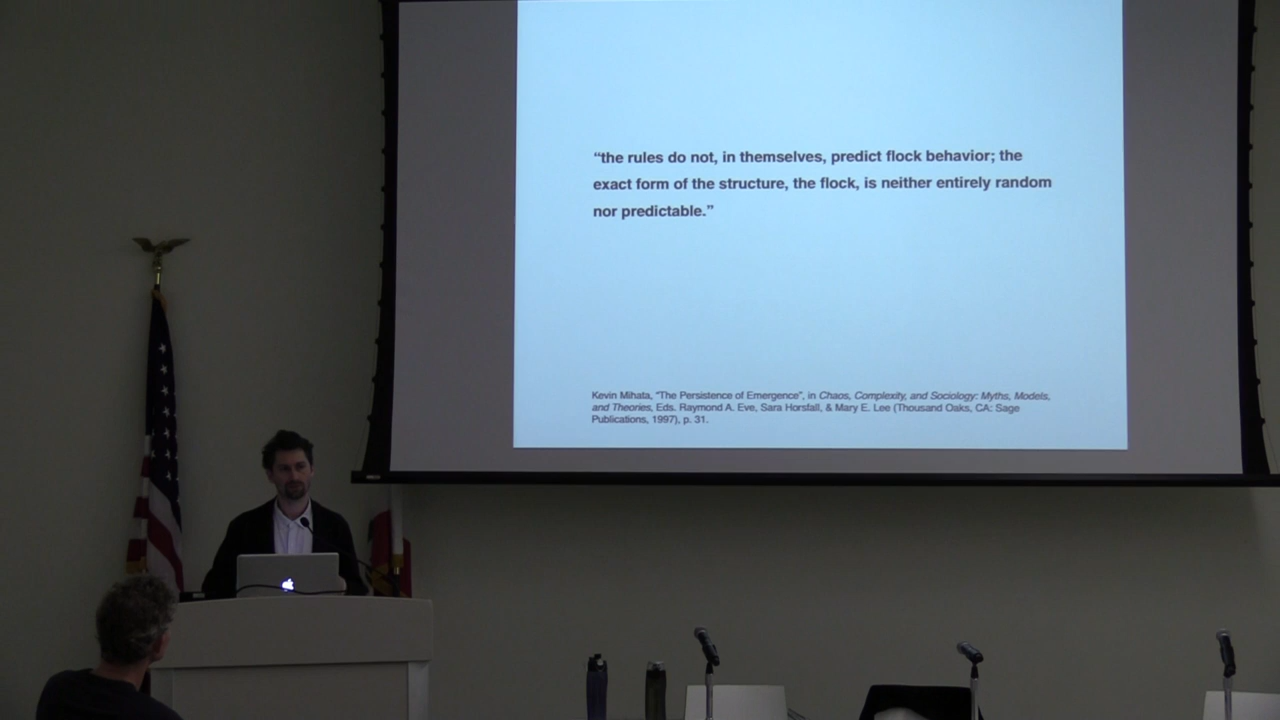 “the rules do not, in themselves, predict flock behavior; the
exact form of the structure, the flock, is neither entirely random
nor predictable.”
Kevin Mihata, "The Persistence of Emergence", in Chaos, Complexity, and Sociology: Myths, Models,
and Theories, Eds. Raymond A. Eve, Sara Horsfall, & Mary E. Lee (Thousand Oaks, CA: Sage
Publications, 1997), p. 31.